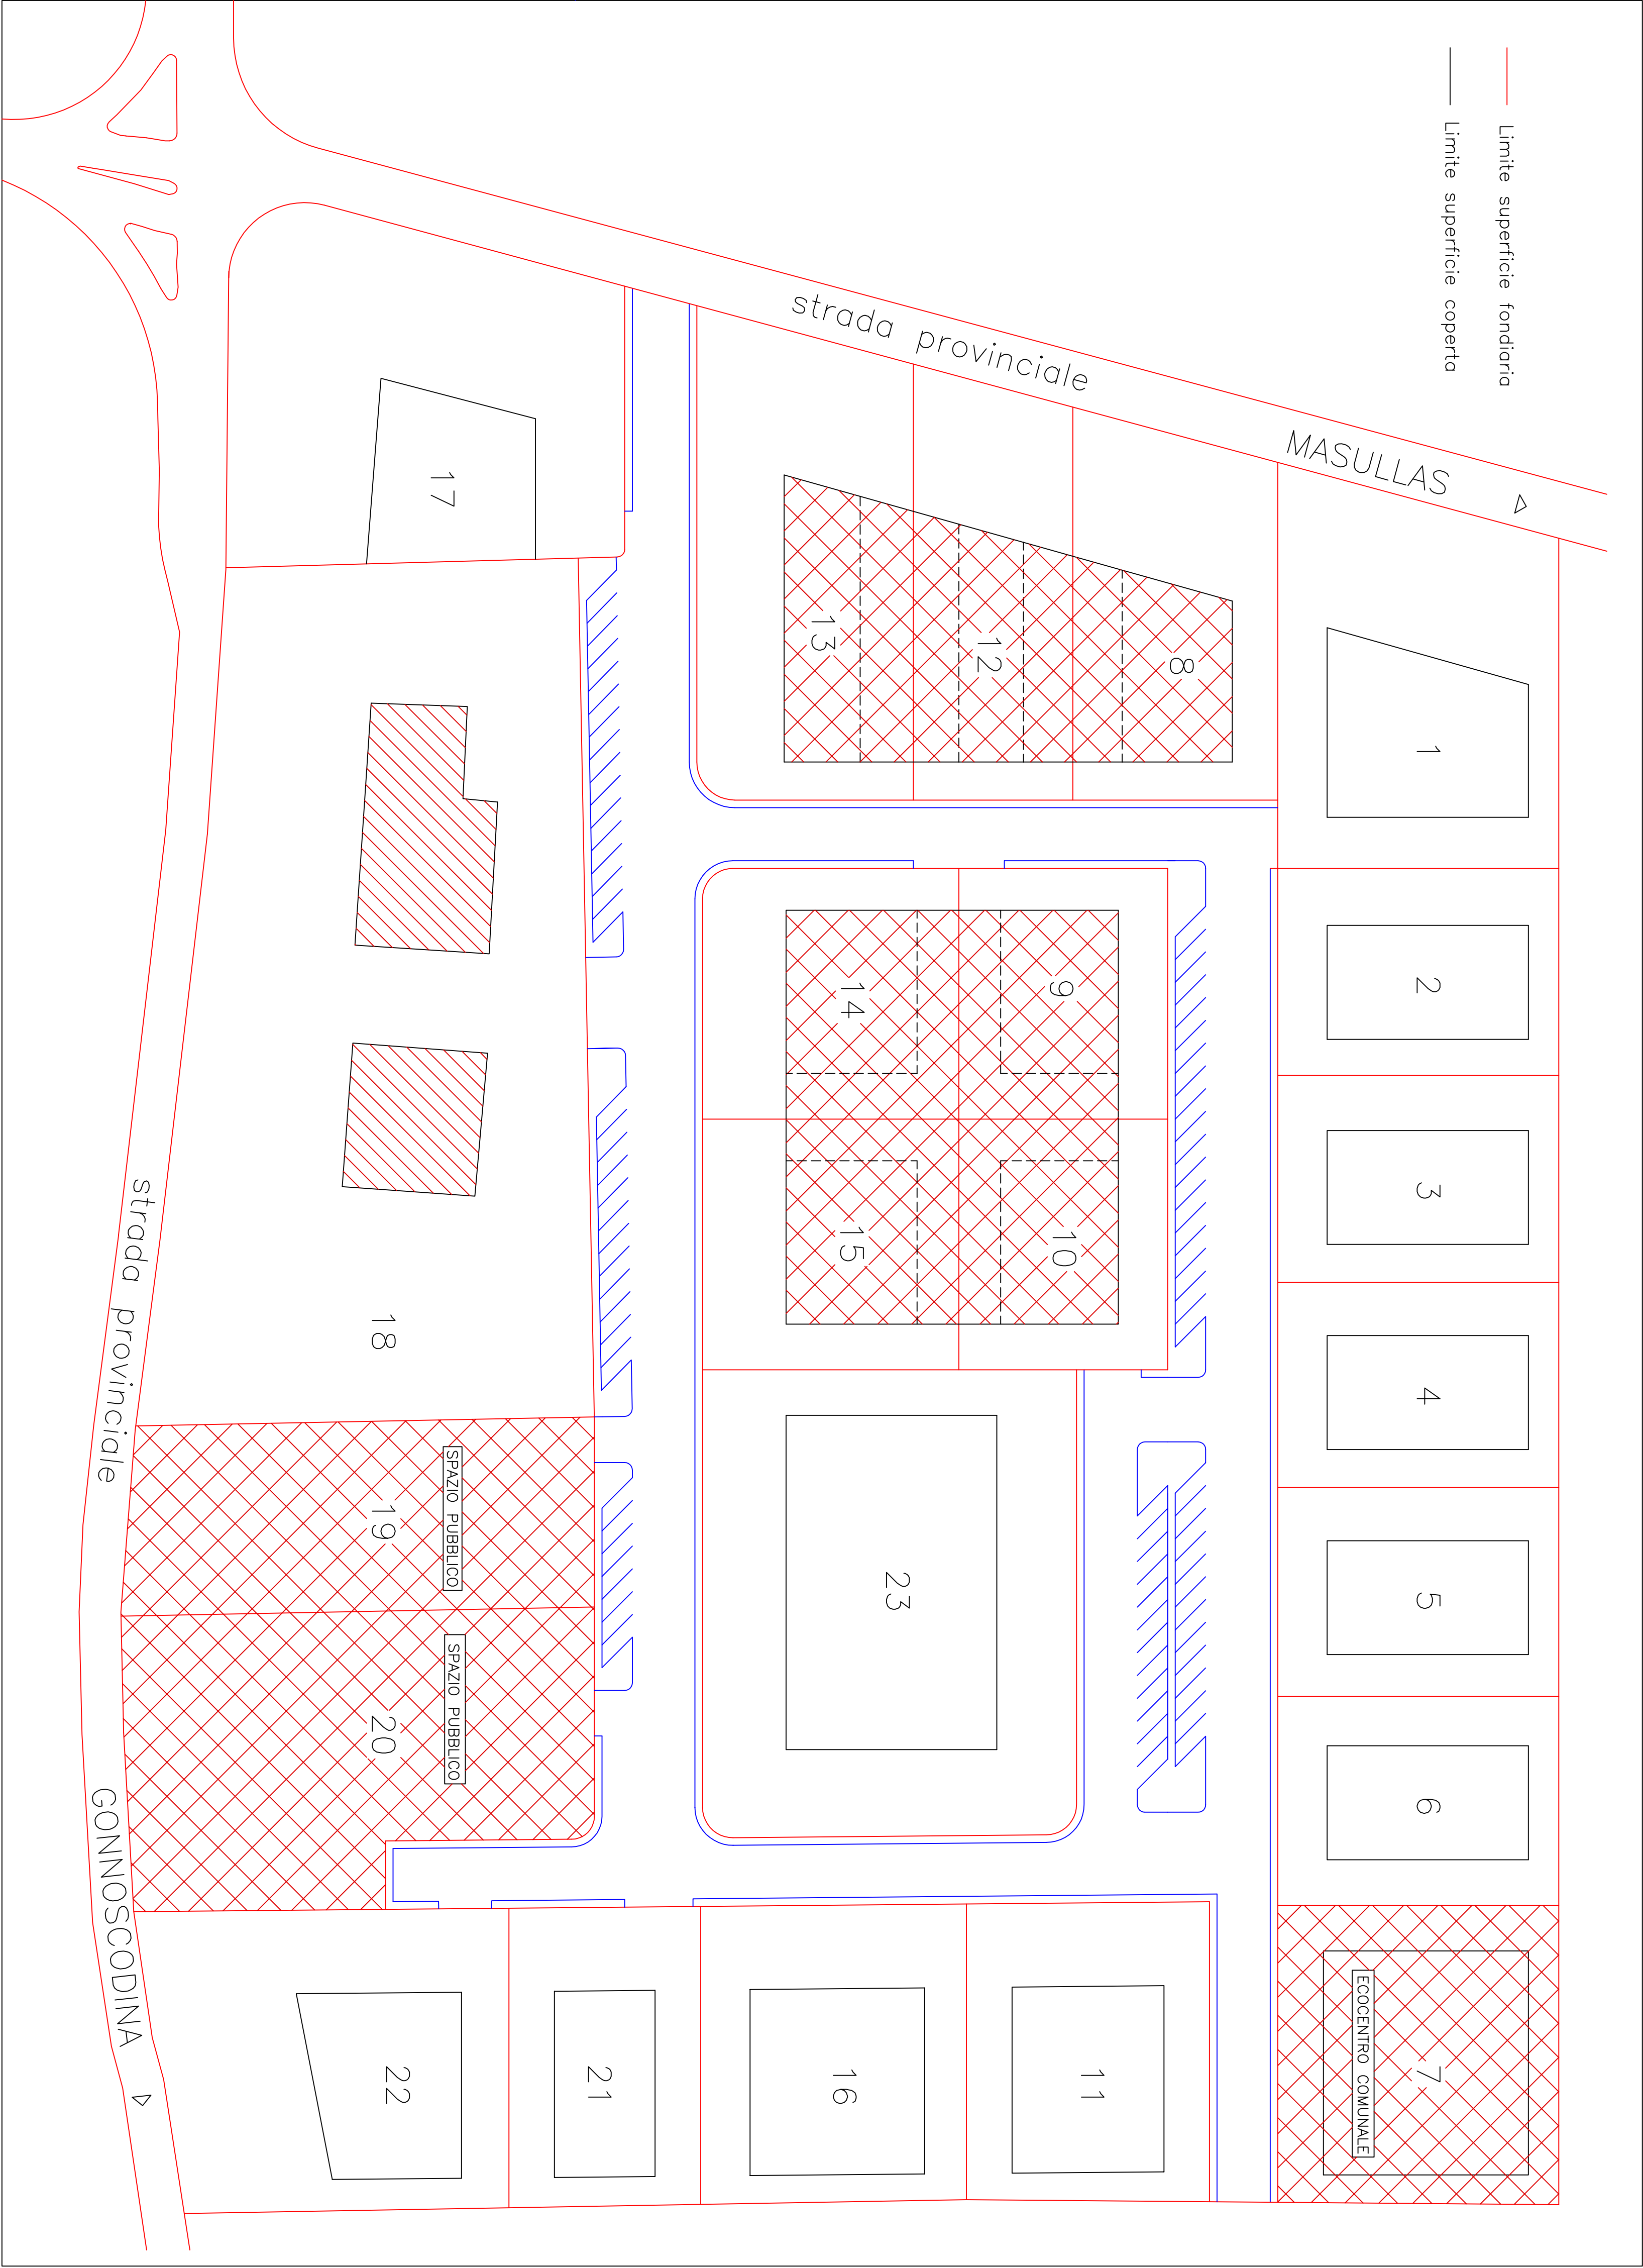 Limite superficie fondiaria
Limite superficie coperta
strada provinciale
MASULLAS
1
2
3
4
5
6
7
ECOCENTRO COMUNALE
8
9
10
11
12
13
14
15
16
17
18
19
SPAZIO PUBBLICO
20
SPAZIO PUBBLICO
21
22
23
strada provinciale
GONNOSCODINA